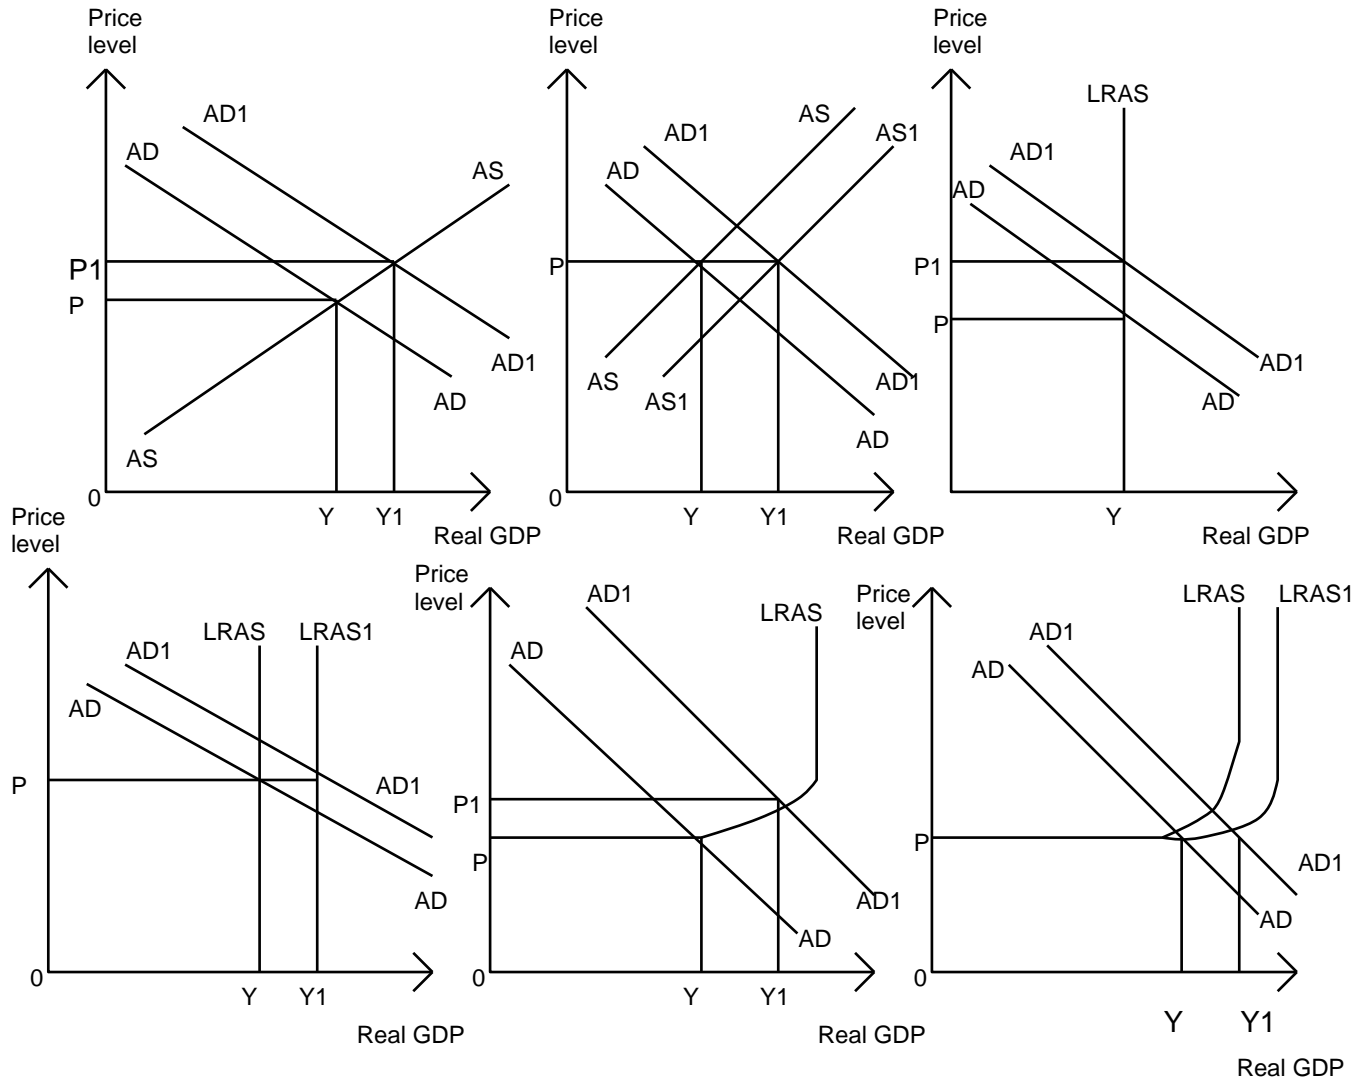 Price
level
AD1
AD
AS
P1
P
AD1
AD
AS
0
Y
Y1
Real GDP
Price
level
AS
AD1
AS1
AD
P
AS
AD1
AS1
AD
0
Y
Y1
Real GDP
Price
level
LRAS
AD1
AD
P1
P
AD1
AD
Y
Real GDP
Price
level
LRAS
LRAS1
AD1
AD
P
AD1
AD
0
Y
Y1
Real GDP
Price
level
AD1
LRAS
AD
P1
P
AD1
AD
0
Y
Y1
Real GDP
Price
level
LRAS
LRAS1
AD1
AD
P
AD1
AD
0
Y
Y1
Real GDP